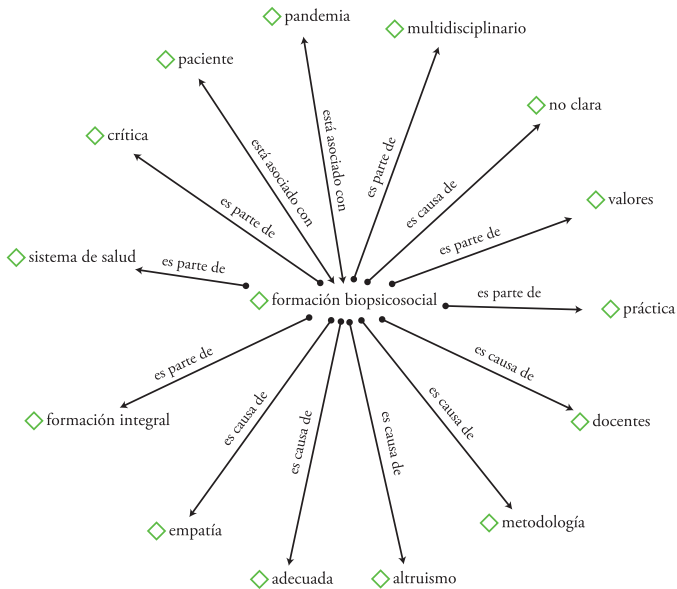 pandemia
multidisciplinario
paciente
no clara
crítica
está asociado con
está asociado con
es parte de
es causa de
valores
es parte de
es parte de
sistema de salud
es parte de
formación biopsicosocial
es parte de
práctica
es parte de
es causa de
formación integral
docentes
es causa de
es causa de
es causa de
es causa de
metodología
empatía
adecuada
altruismo